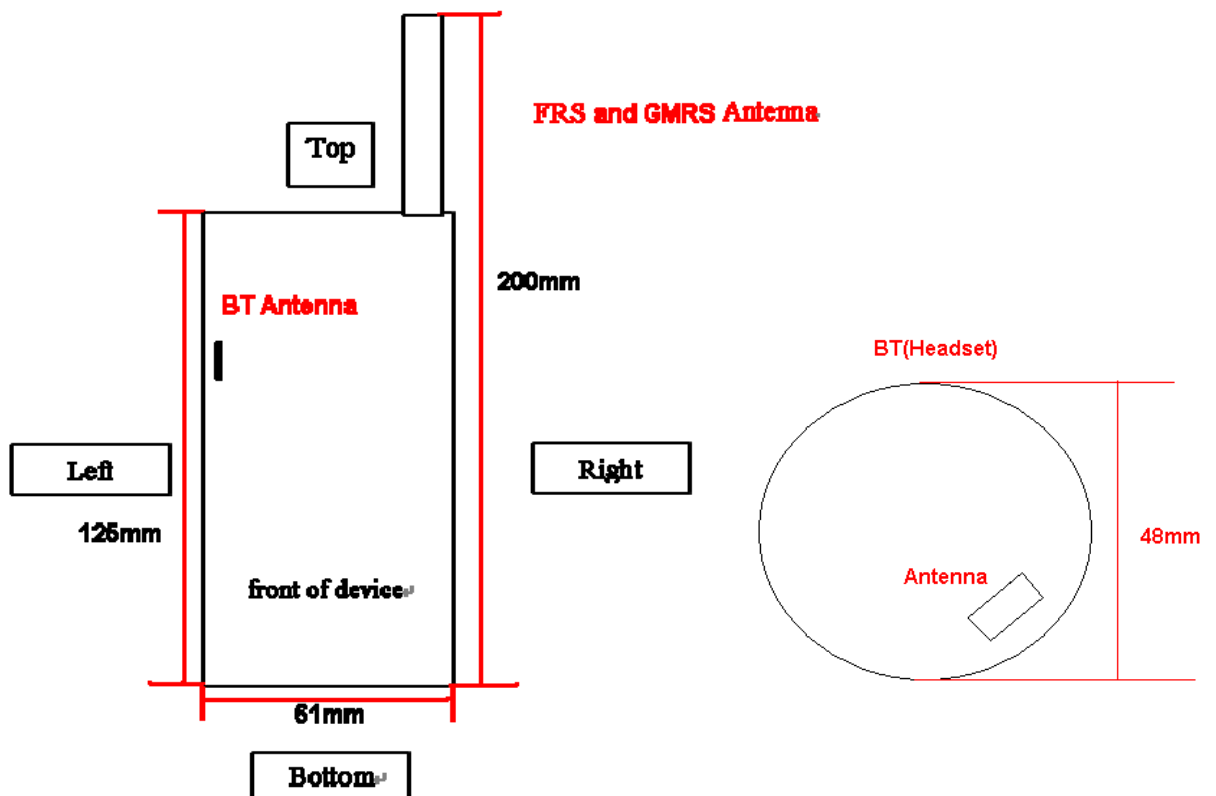 FRS and GMRS Antenna
Top
200mm
BT Antenna
BT(Headset)
Left
Right
125mm
48mm
Antenna
front of device
61mm
Bottom